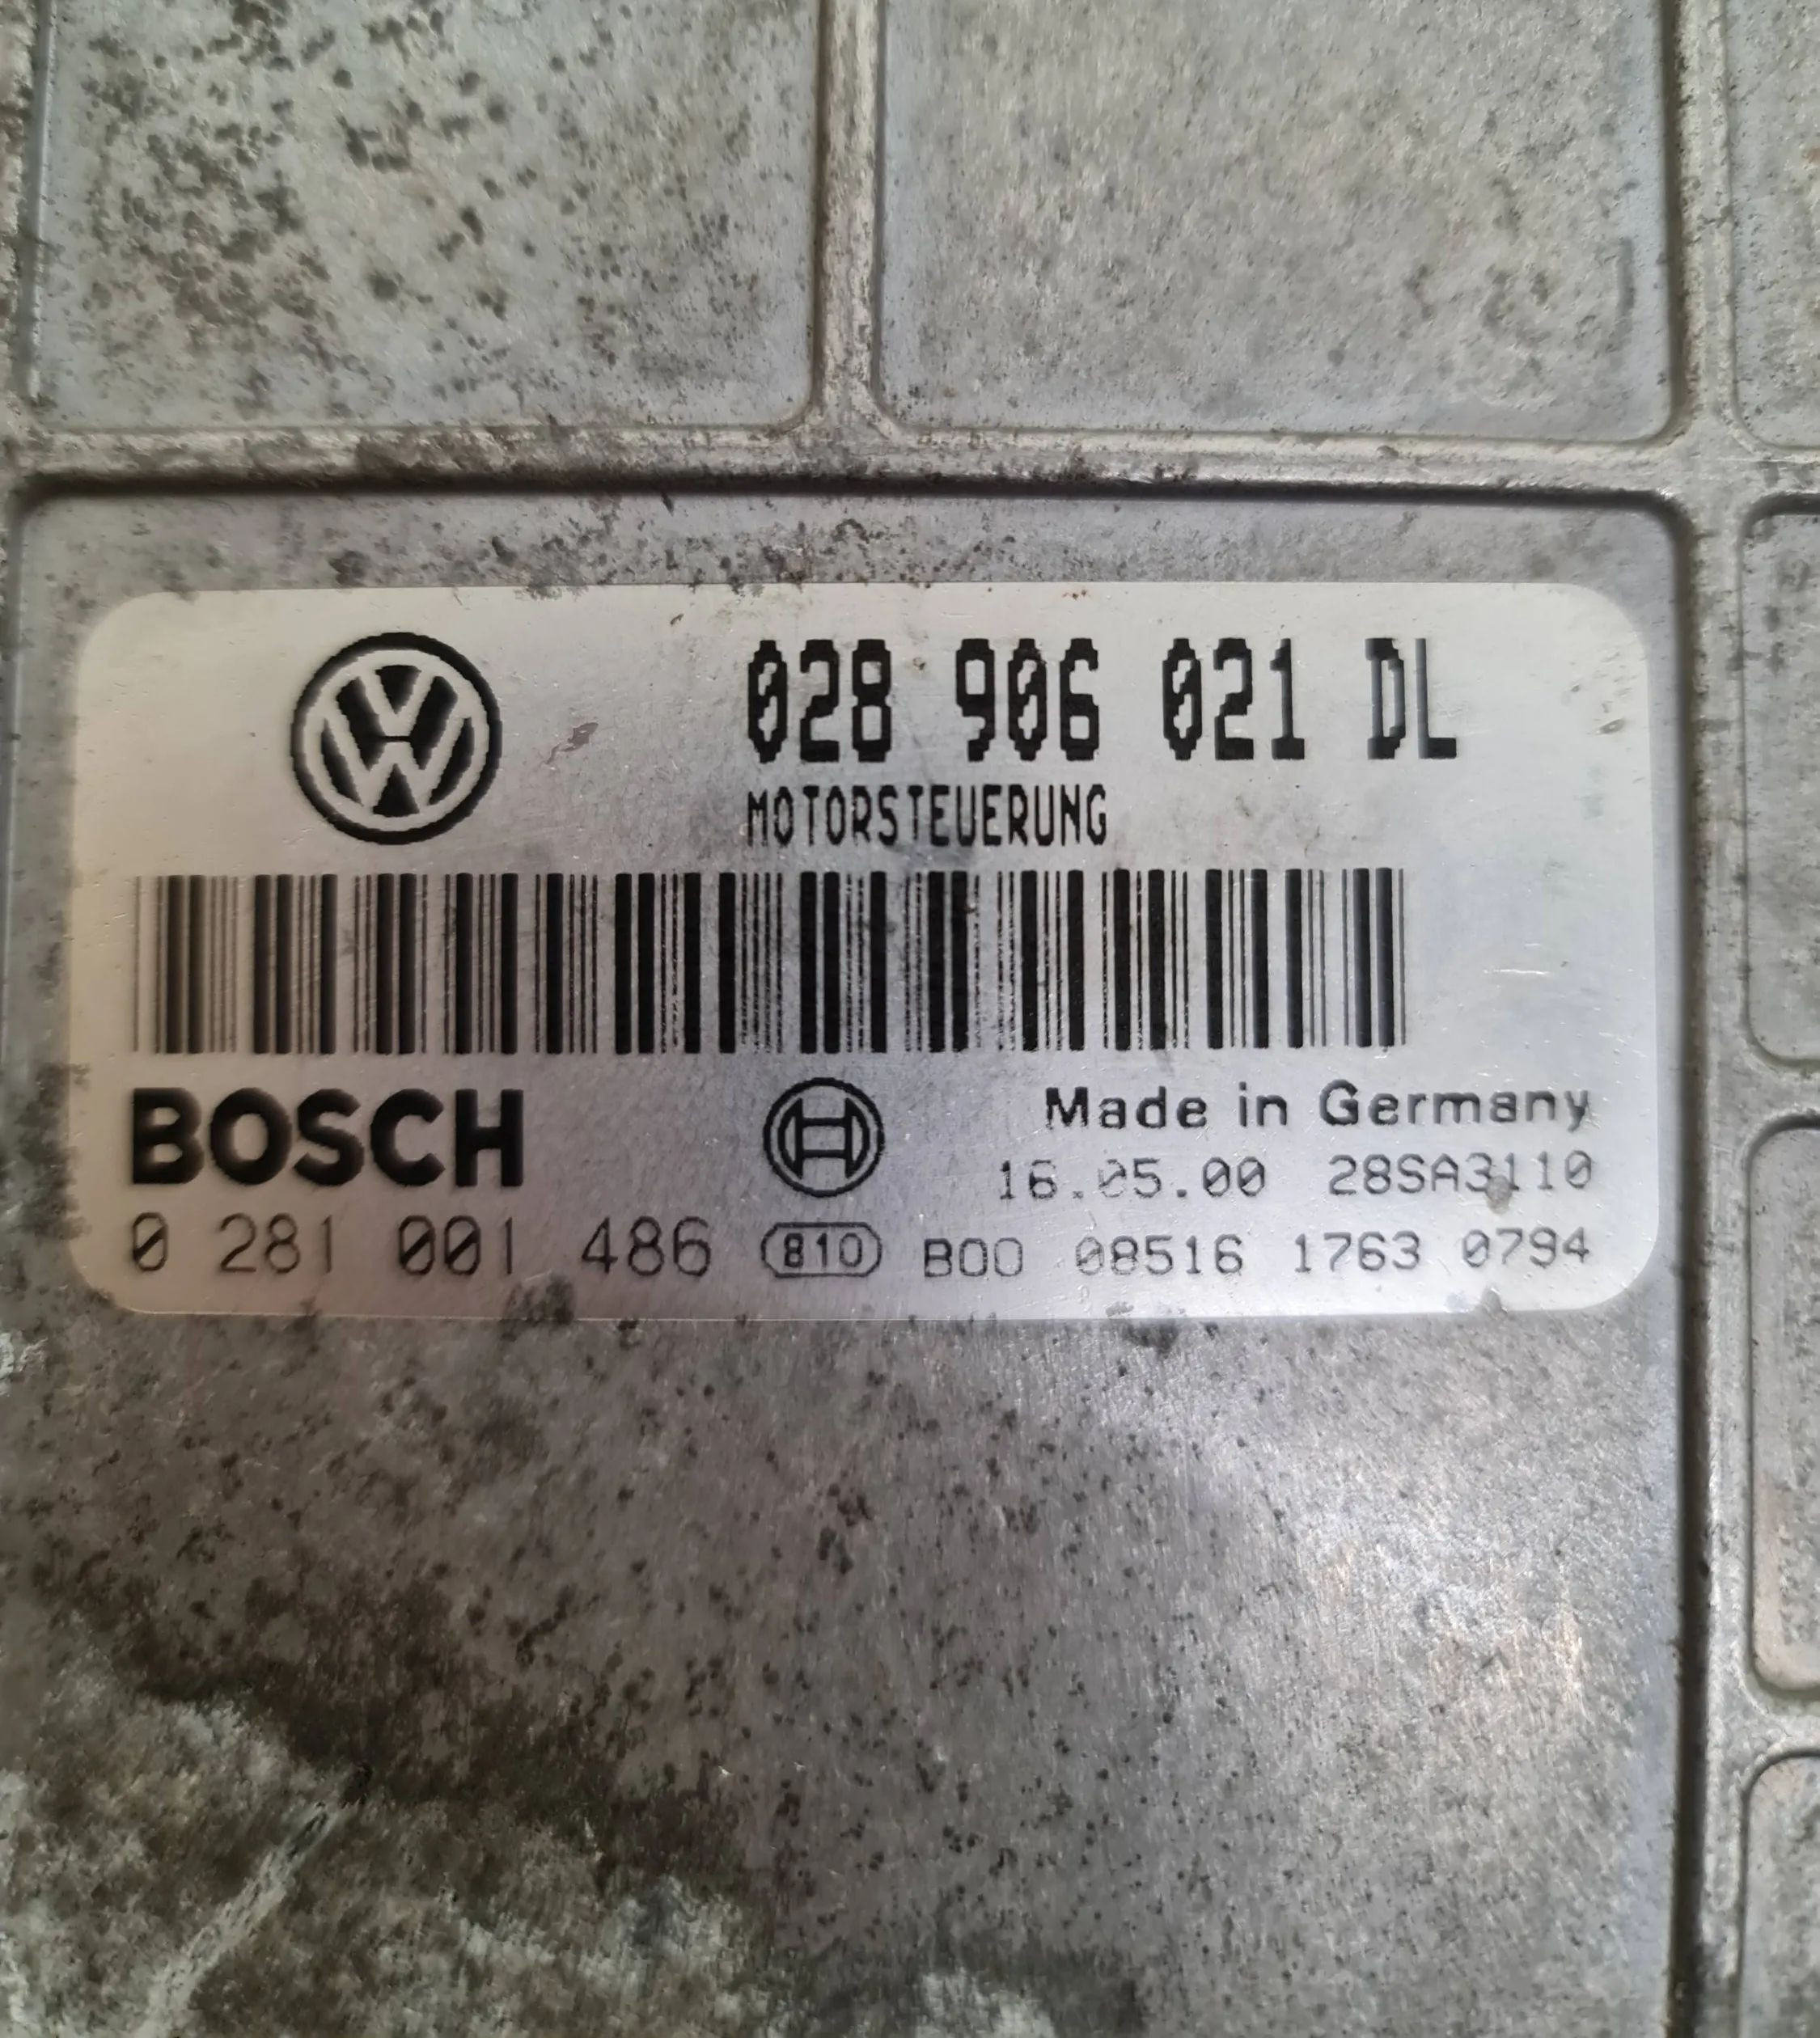 028 906 021 DL
MOTORSTEUERUNG
BOSCH
Made in Germany
16.05.00 28SA3110
0 281 001 486 810 B00 08516 1763 0794